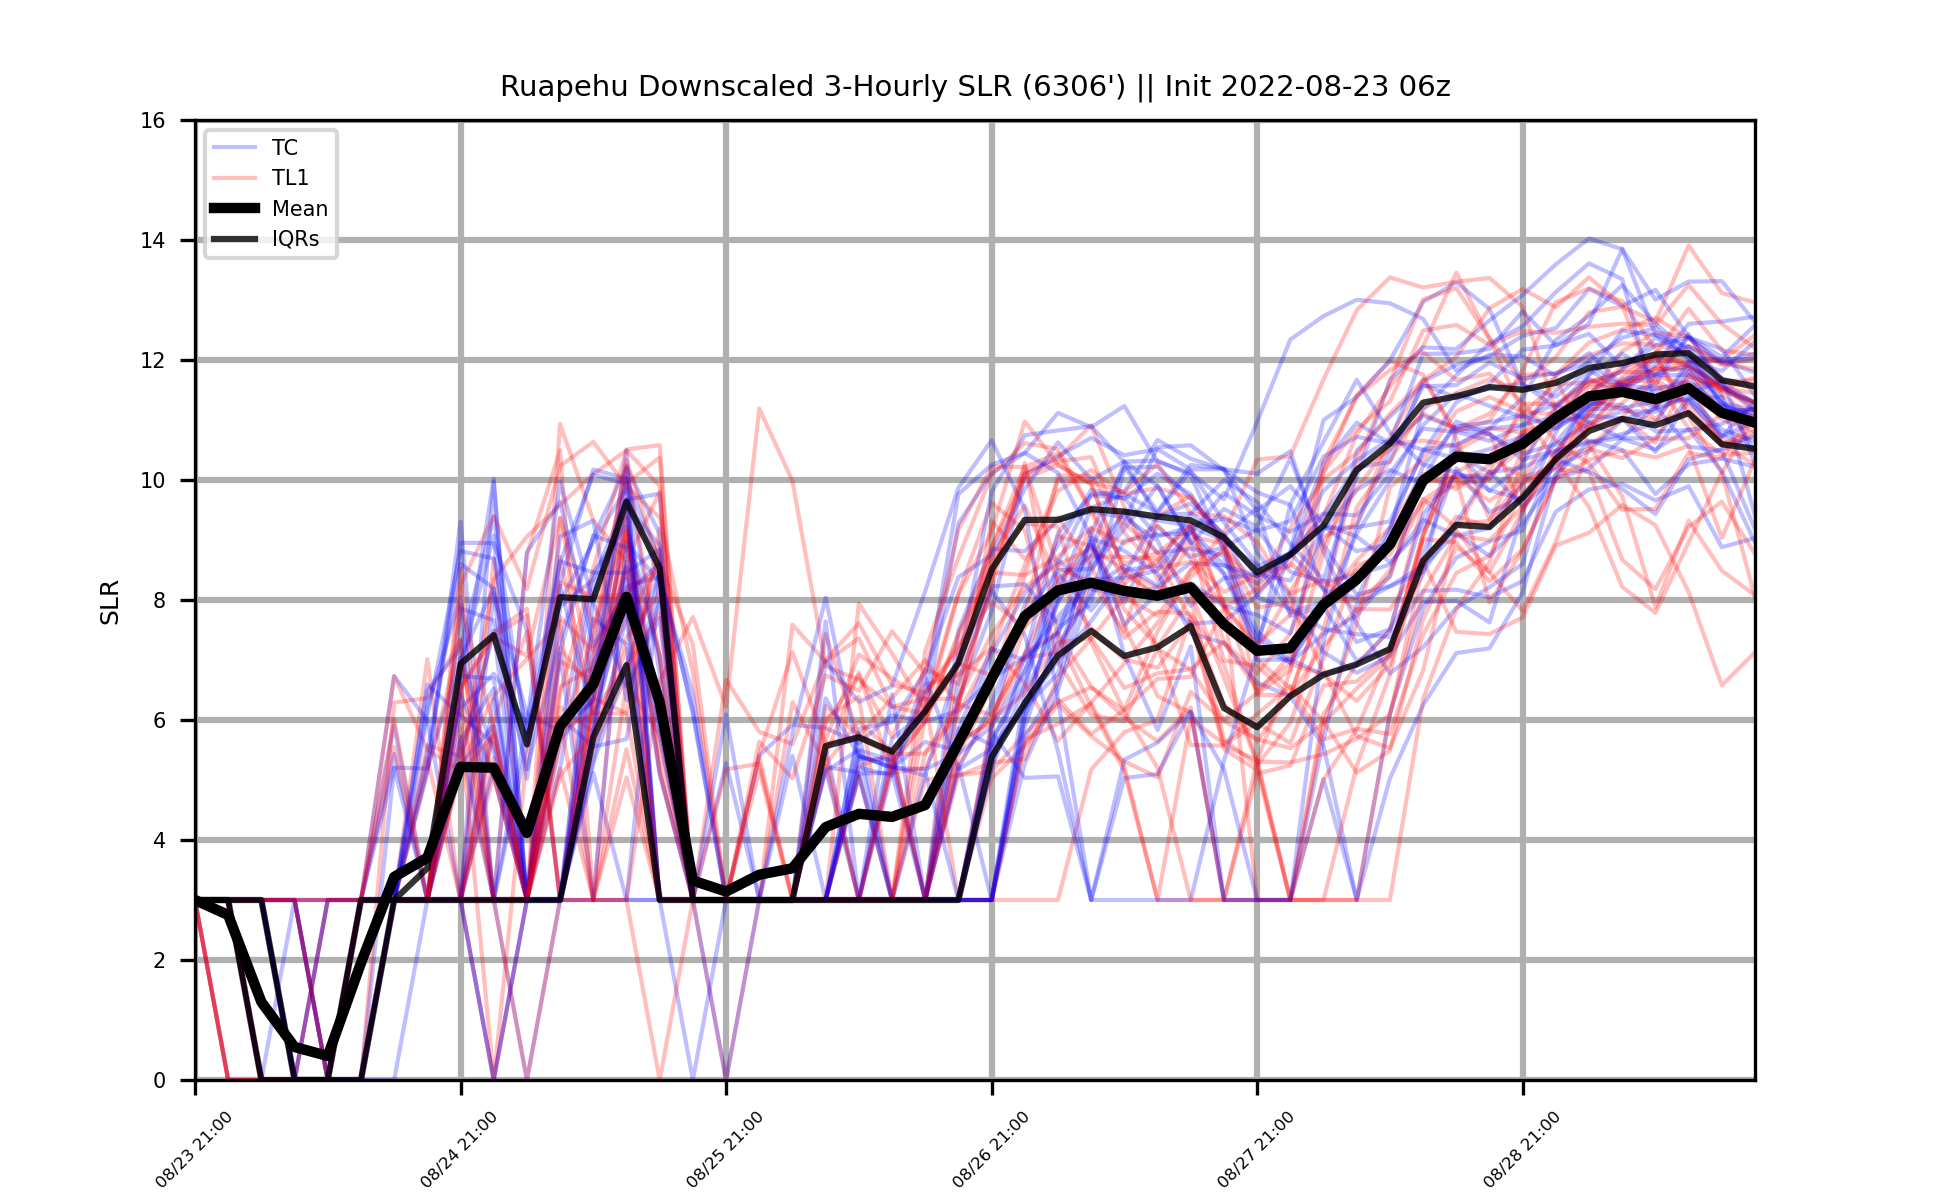 Ruapehu Downscaled 3-Hourly SLR (6306') || Init 2022-08-23 06z
16
14
12
10
8
6
4
2
0
SLR
TC
TL1
Mean
IQRs
08/23 21:00
08/24 21:00
08/25 21:00
08/26 21:00
08/27 21:00
08/28 21:00